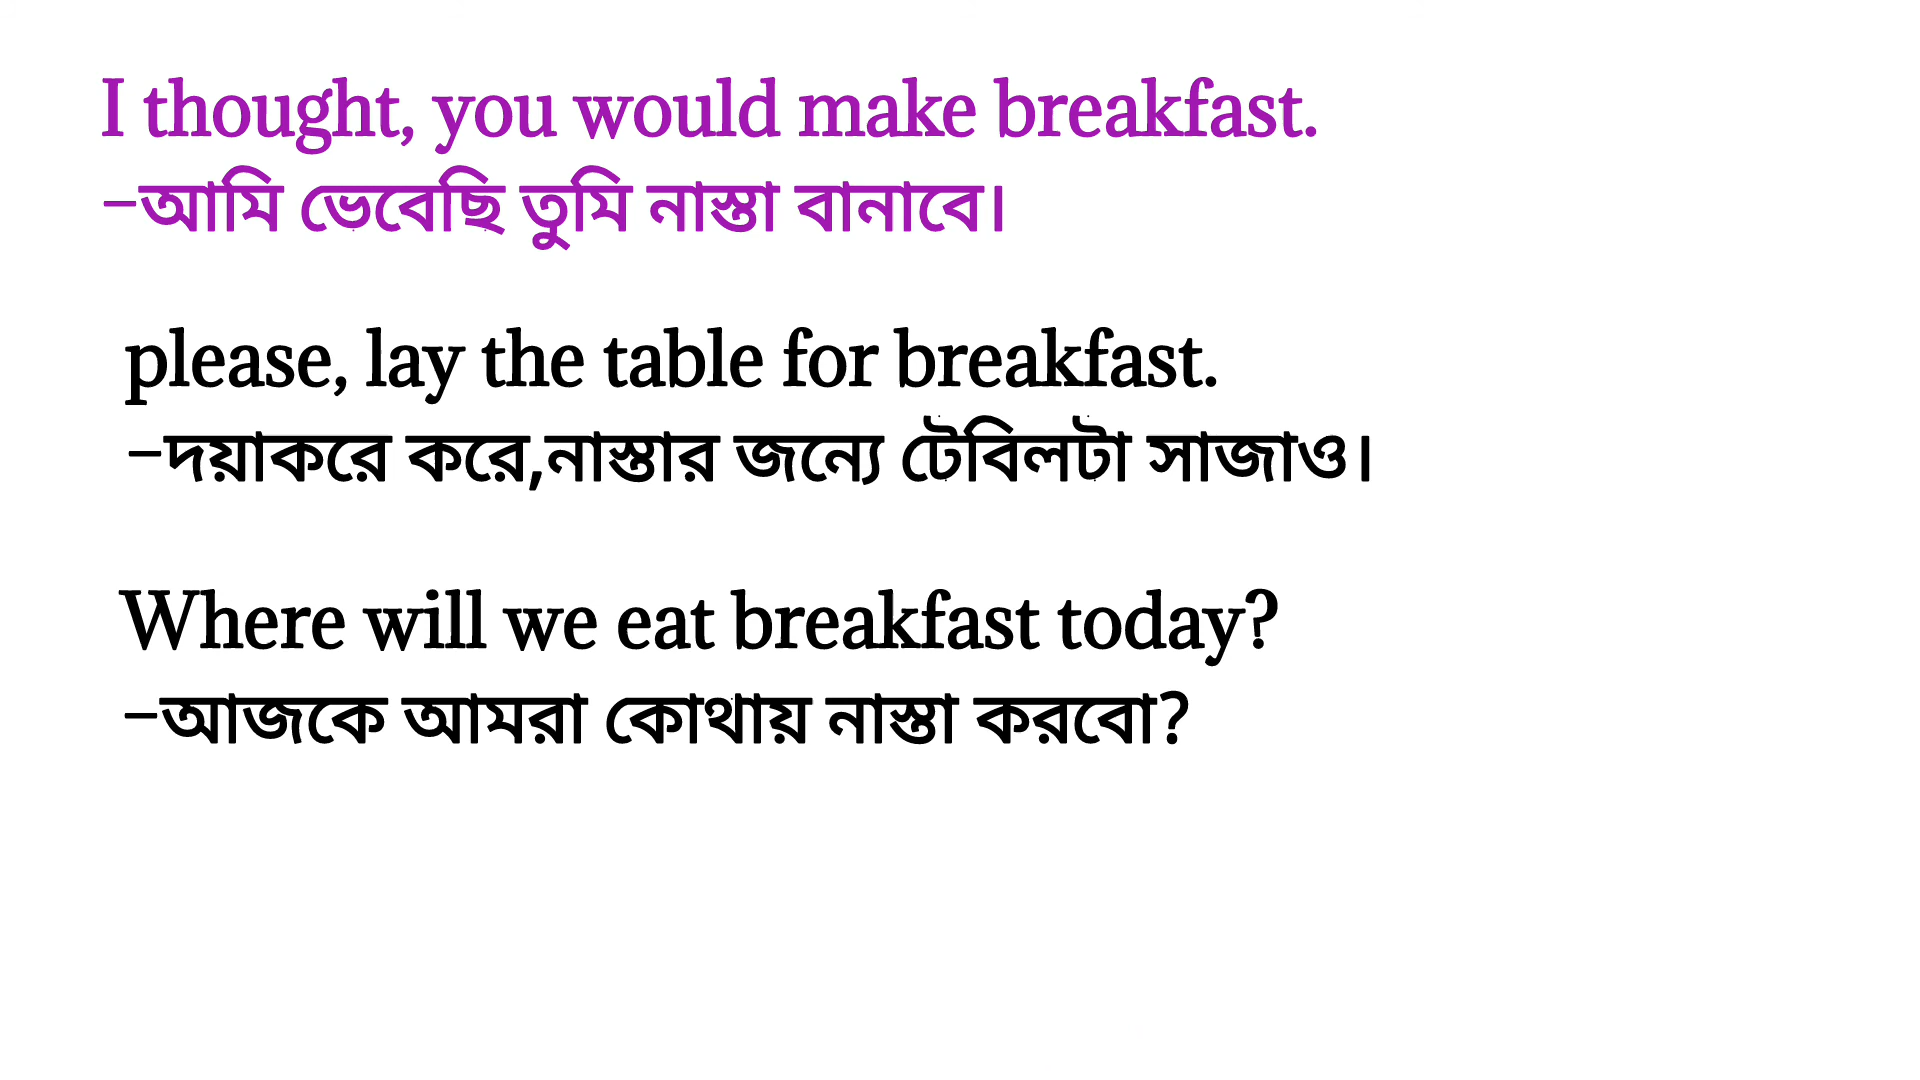 I thought, you would make breakfast.
–আমি ভেবেছি তুমি নাস্তা বানাবে।
please, lay the table for breakfast.
–দয়াকরে করে,নাস্তার জন্যে টেবিলটা সাজাও।
Where will we eat breakfast today?
–আজকে আমরা কোথায় নাস্তা করবো?